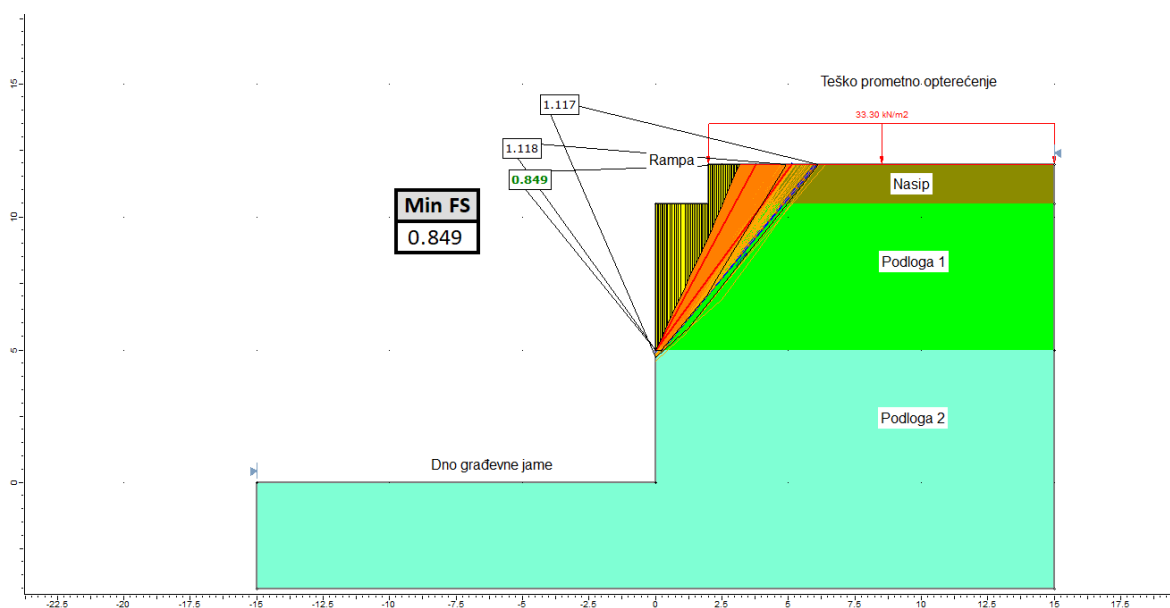 Teško prometno opterećenje
33.30 kN/m2
1.117
1.118
Rampa
0.849
Min FS
0.849
Nasip
Podloga 1
Podloga 2
Dno građevne jame
15
10
5
0
-22.5 -20 -17.5 -15 -12.5 -10 -7.5 -5 -2.5 0 2.5 5 7.5 10 12.5 15 17.5